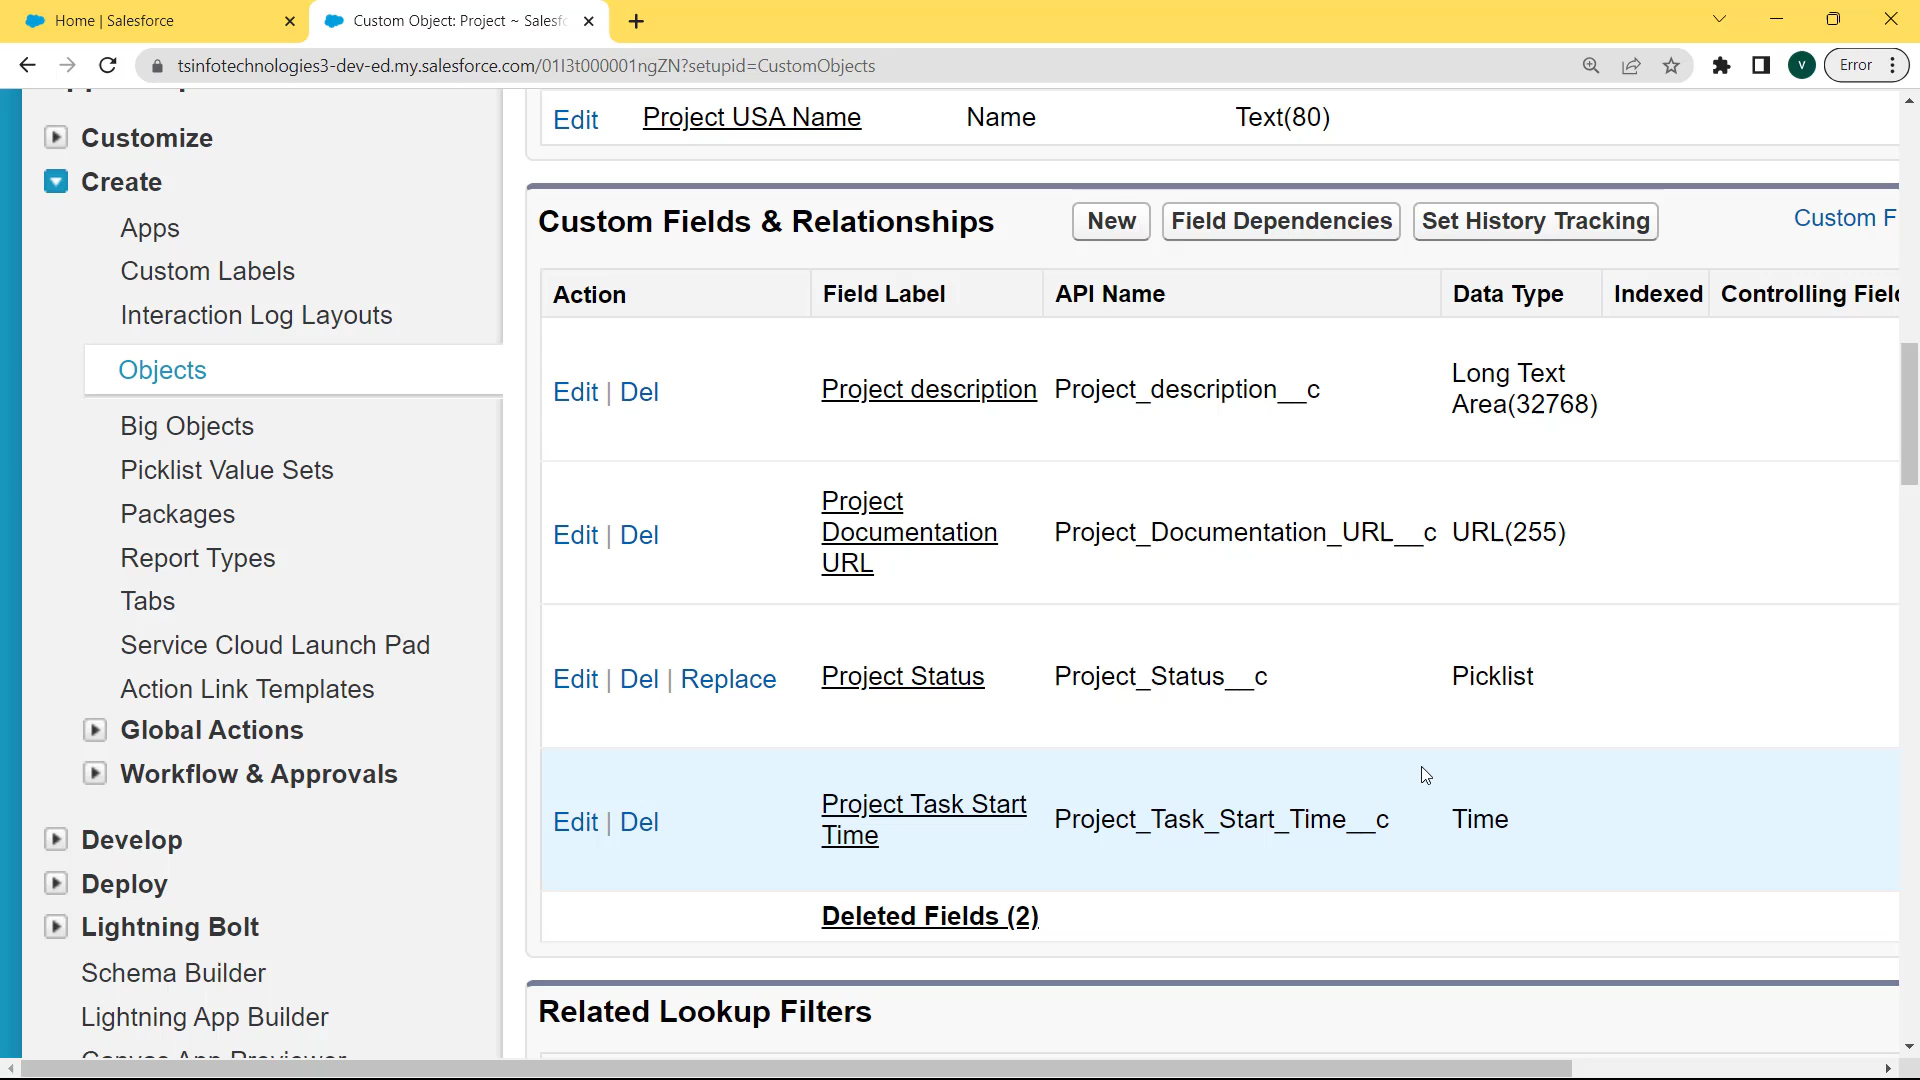 Home | Salesforce
Custom Object: Project ~ Salesf
tsinfotechnologies3-dev-ed.my.salesforce.com/01I3t000001ngZN?setupid=CustomObjects
V
Error
Customize
Create
Apps
Custom Labels
Interaction Log Layouts
Objects
Big Objects
Picklist Value Sets
Packages
Report Types
Tabs
Service Cloud Launch Pad
Action Link Templates
Global Actions
Workflow & Approvals
Develop
Deploy
Lightning Bolt
Schema Builder
Lightning App Builder
Edit Project USA Name Name Text(80)
Custom Fields & Relationships New Field Dependencies Set History Tracking Custom F
Action Field Label API Name Data Type Indexed Controlling Field
Edit | Del Project description Project_description__c Long Text
Area(32768)
Edit | Del Project
Documentation
URL Project_Documentation_URL__c URL(255)
Edit | Del | Replace Project Status Project_Status__c Picklist
Edit | Del Project Task Start
Time Project_Task_Start_Time__c Time
Deleted Fields (2)
Related Lookup Filters